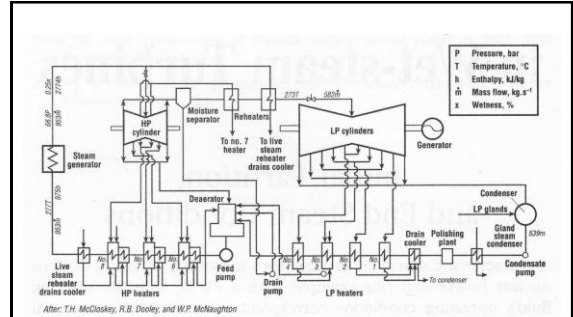 P Pressure, bar
T Temperature, °C
h Enthalpy, kJ/kg
ṁ Mass flow, kg.s⁻¹
x Wetness, %
0.25x
2774h
66.8P
953ṁ
273T
582ṁ
HP
cylinder
Moisture
separator
Reheaters
LP cylinders
Generator
To no. 7
heater
To live
steam
reheater
drains cooler
Steam
generator
277T
975h
953ṁ
Deaerator
Condenser
LP glands
Gland
steam
condenser
539ṁ
Drain
cooler
Polishing
plant
No.
8
No.
7
No.
6
Feed
pump
Drain
pump
No.
4
No.
3
No.
2
No.
1
To condenser
Condensate
pump
Live
steam
reheater
drains cooler
HP heaters
LP heaters
After: T.H. McCloskey, R.B. Dooley, and W.P. McNaughton